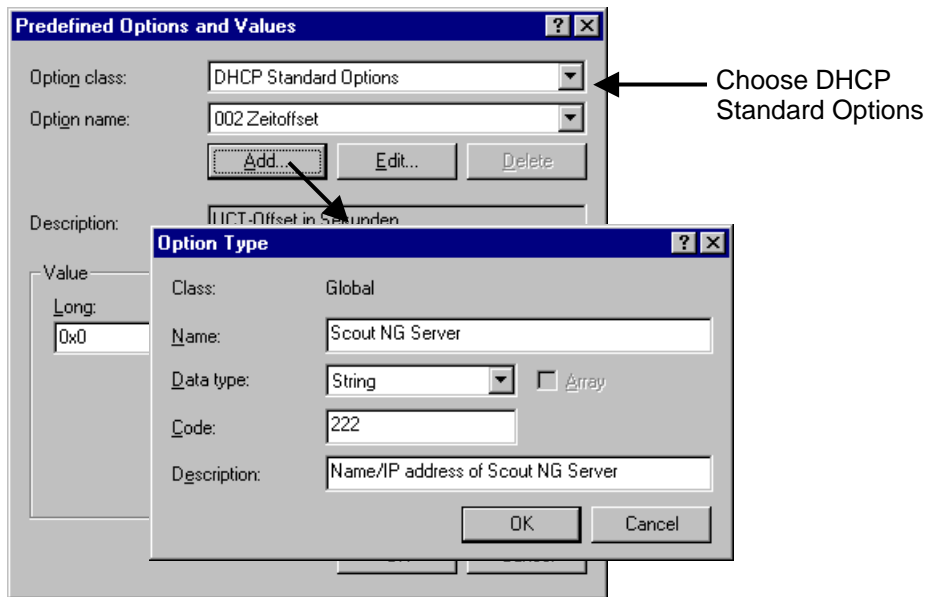 Predefined Options and Values
Option class: DHCP Standard Options
Choose DHCP
Standard Options
Option name: 002 Zeitoffset
Add... Edit... Delete
Description: UCT-Offset in Sekunden
Option Type
Value
Class: Global
Long:
0x0
Name: Scout NG Server
Data type: String Array
Code: 222
Description: Name/IP address of Scout NG Server
OK Cancel